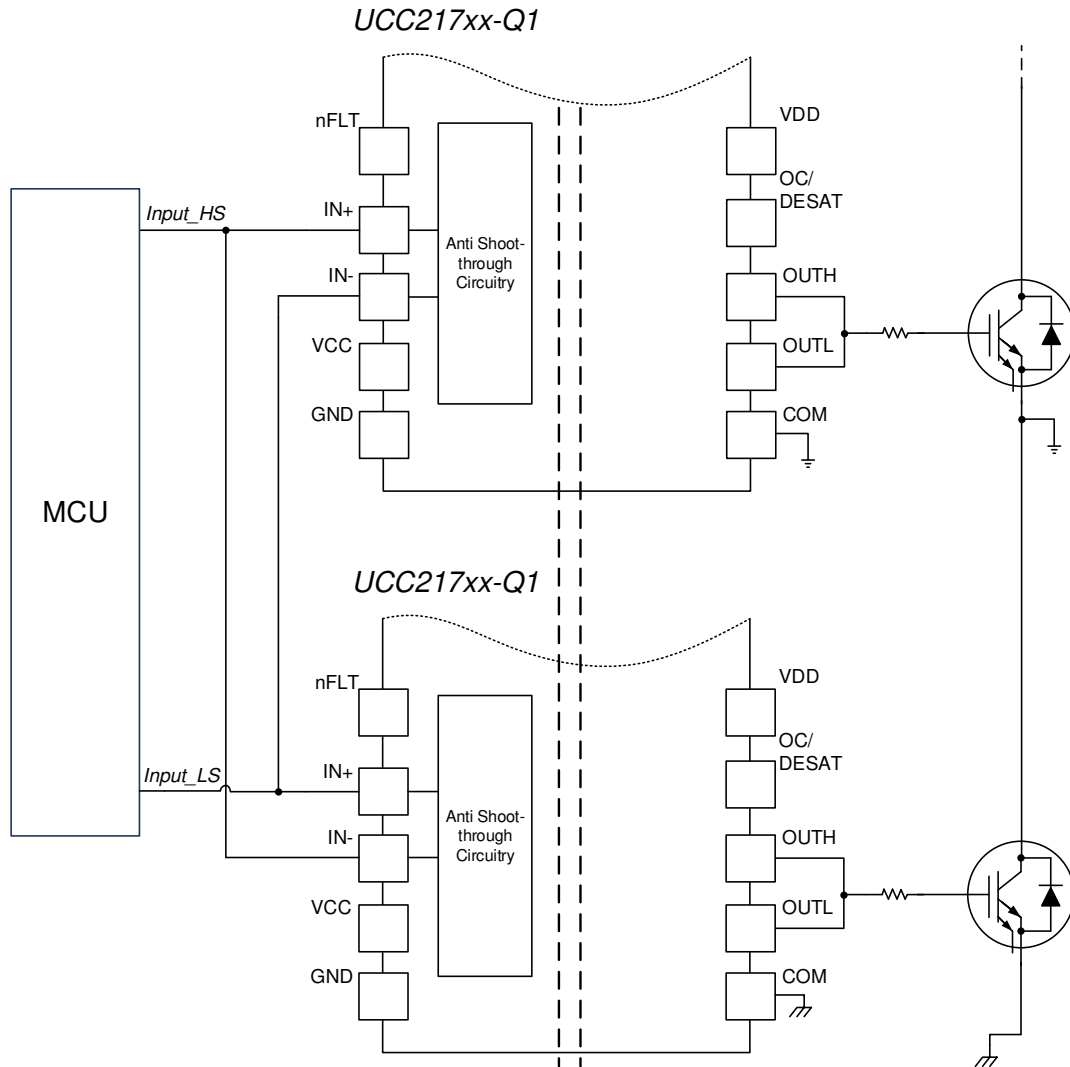 UCC217xx-Q1
nFLT
VDD
OC/
DESAT
Input_HS
IN+
Anti Shoot-
through
Circuitry
IN-
OUTH
VCC
OUTL
GND
COM
MCU
UCC217xx-Q1
nFLT
VDD
OC/
DESAT
Input_LS
IN+
Anti Shoot-
through
Circuitry
IN-
OUTH
VCC
OUTL
GND
COM